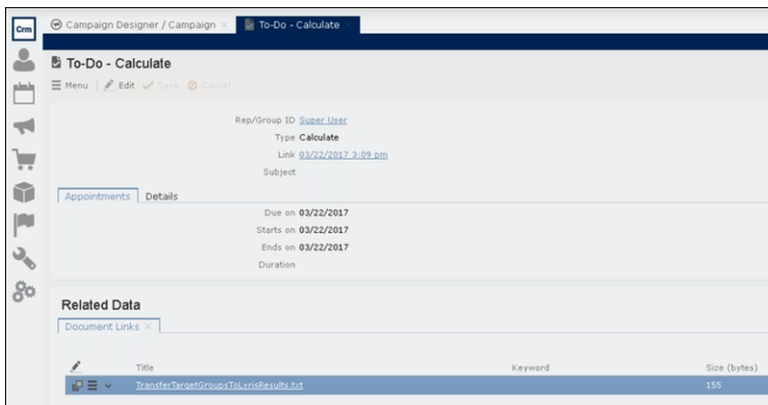 Crm
Campaign Designer / Campaign × To-Do - Calculate ×
To-Do - Calculate
Menu Edit Save Cancel
Rep/Group ID Super User
Type Calculate
Link 03/22/2017 3:09 pm
Subject
Appointments Details
Due on 03/22/2017
Starts on 03/22/2017
Ends on 03/22/2017
Duration
Related Data
Document Links ×
Title Keyword Size (bytes)
TransferTargetGroupsToLyrisResults.txt 155